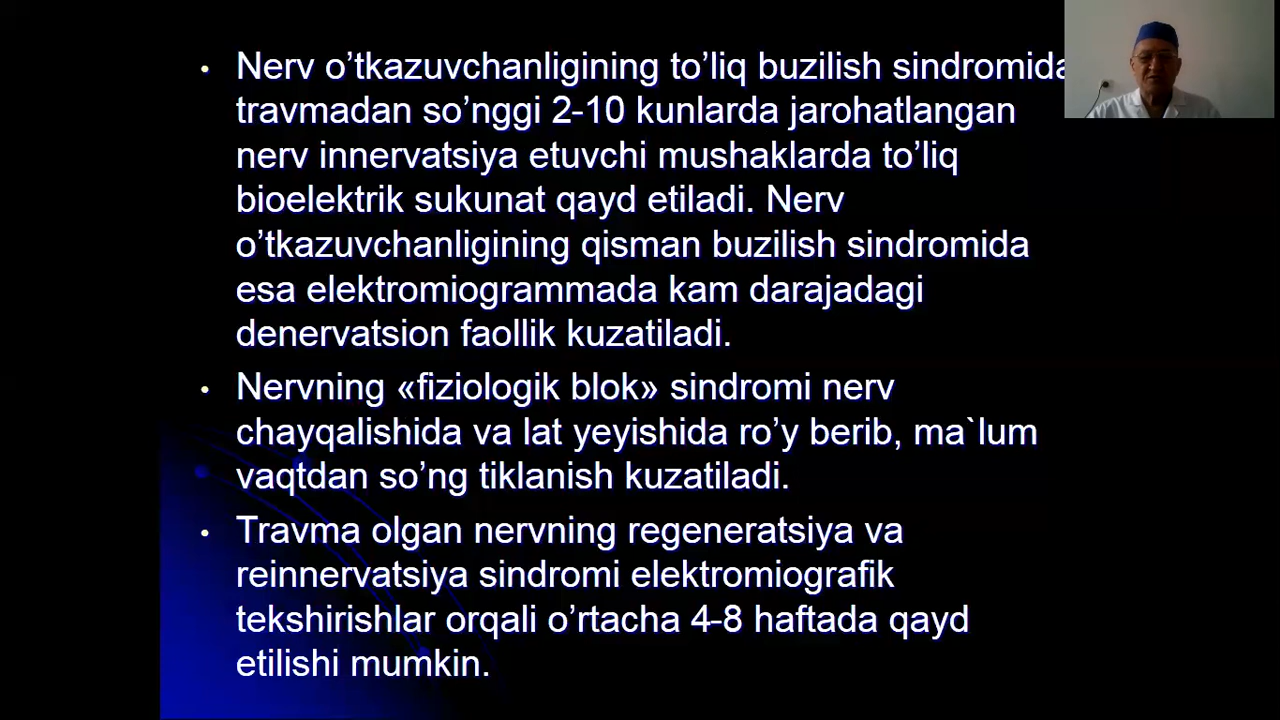 • Nerv o’tkazuvchanligining to’liq buzilish sindromida
travmadan so’nggi 2-10 kunlarda jarohatlangan
nerv innervatsiya etuvchi mushaklarda to’liq
bioelektrik sukunat qayd etiladi. Nerv
o’tkazuvchanligining qisman buzilish sindromida
esa elektromiogrammada kam darajadagi
denervatsion faollik kuzatiladi.
• Nervning «fiziologik blok» sindromi nerv
chayqalishida va lat yeyishida ro’y berib, ma`lum
vaqtdan so’ng tiklanish kuzatiladi.
• Travma olgan nervning regeneratsiya va
reinnervatsiya sindromi elektromiografik
tekshirishlar orqali o’rtacha 4-8 haftada qayd
etilishi mumkin.